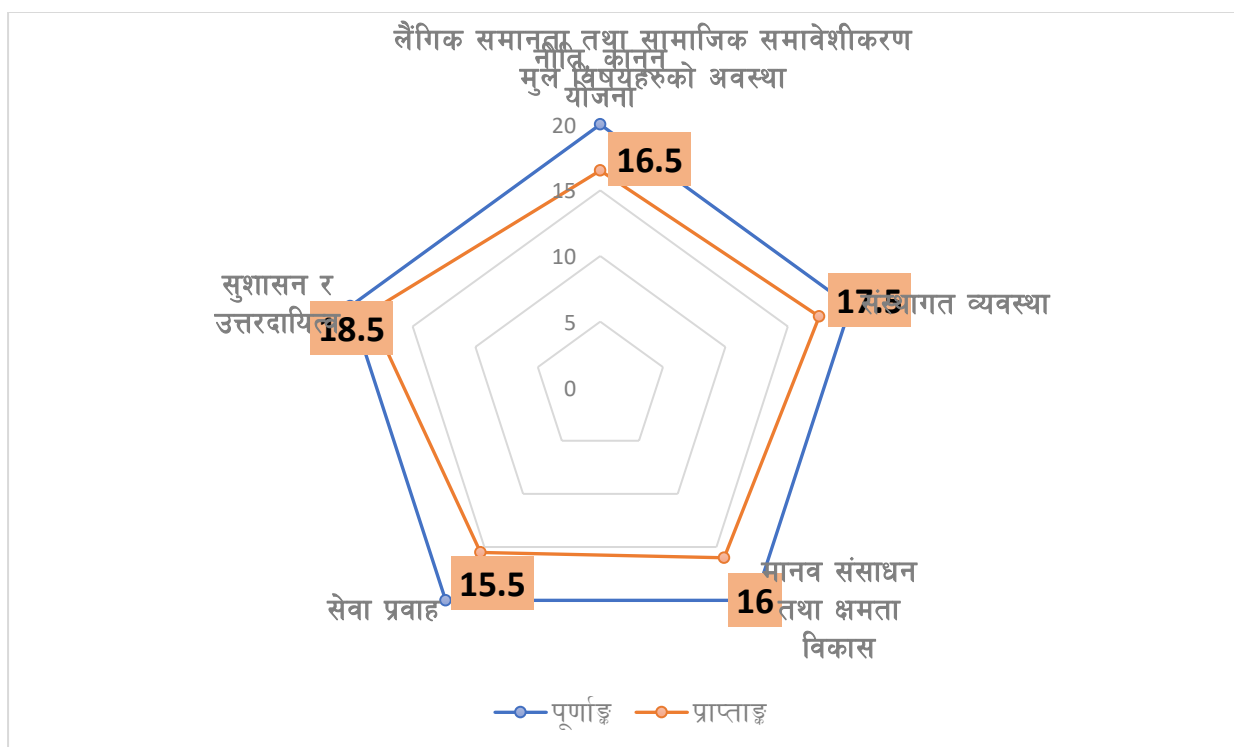 लैंगिक समानता तथा सामाजिक समावेशीकरण
मुल विषयहरुको अवस्था
नीति, कानून
योजना
20
16.5
15
10
5
0
17.5
संस्थागत व्यवस्था
सुशासन र
उत्तरदायित्व
18.5
15.5
सेवा प्रवाह
16
मानव संसाधन
तथा क्षमता
विकास
पूर्णाङ्क
प्राप्ताङ्क